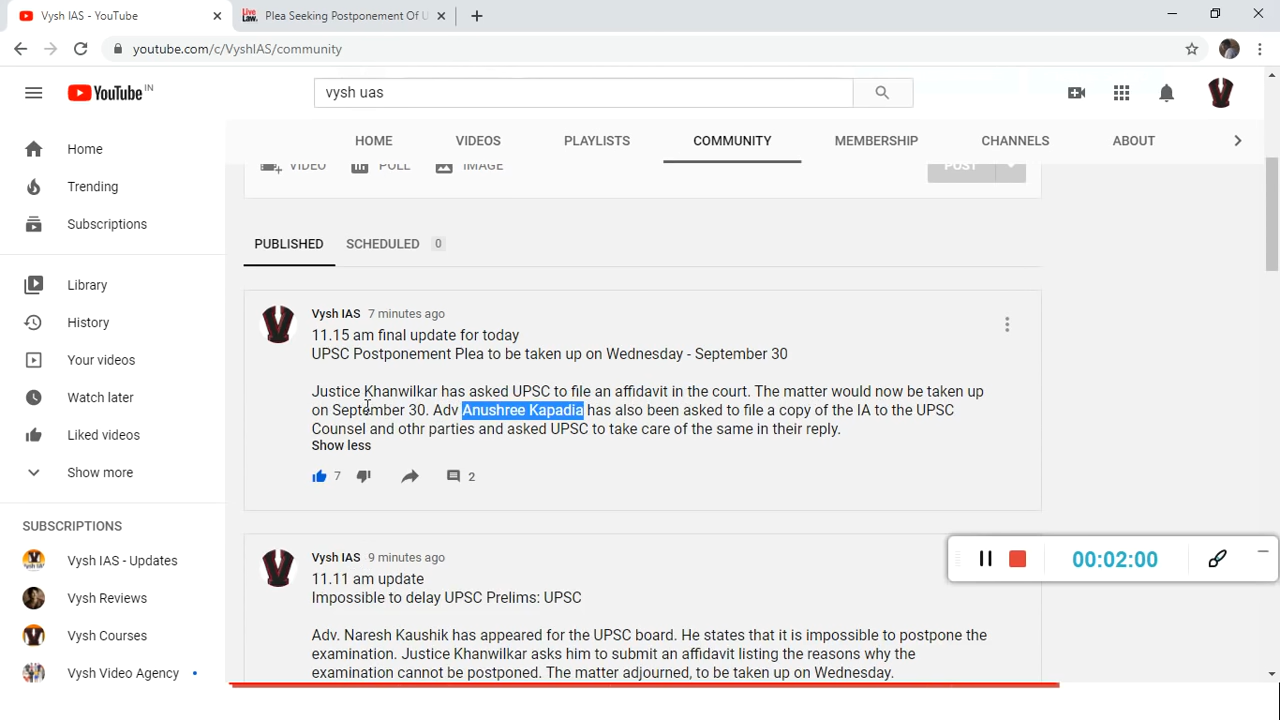 Vysh IAS - YouTube
Live Law.
Plea Seeking Postponement Of U
youtube.com/c/VyshIAS/community
YouTube IN
vysh uas
HOME VIDEOS PLAYLISTS COMMUNITY MEMBERSHIP CHANNELS ABOUT
VIDEO POLL IMAGE POST
Home
Trending
Subscriptions
Library
History
Your videos
Watch later
Liked videos
Show more
SUBSCRIPTIONS
Vysh IAS - Updates
Vysh Reviews
Vysh Courses
Vysh Video Agency
PUBLISHED SCHEDULED 0
Vysh IAS 7 minutes ago
11.15 am final update for today
UPSC Postponement Plea to be taken up on Wednesday - September 30
Justice Khanwilkar has asked UPSC to file an affidavit in the court. The matter would now be taken up
on September 30. Adv Anushree Kapadia has also been asked to file a copy of the IA to the UPSC
Counsel and othr parties and asked UPSC to take care of the same in their reply.
Show less
7 2
Vysh IAS 9 minutes ago
11.11 am update
Impossible to delay UPSC Prelims: UPSC
Adv. Naresh Kaushik has appeared for the UPSC board. He states that it is impossible to postpone the
examination. Justice Khanwilkar asks him to submit an affidavit listing the reasons why the
examination cannot be postponed. The matter adjourned, to be taken up on Wednesday.
00:02:00